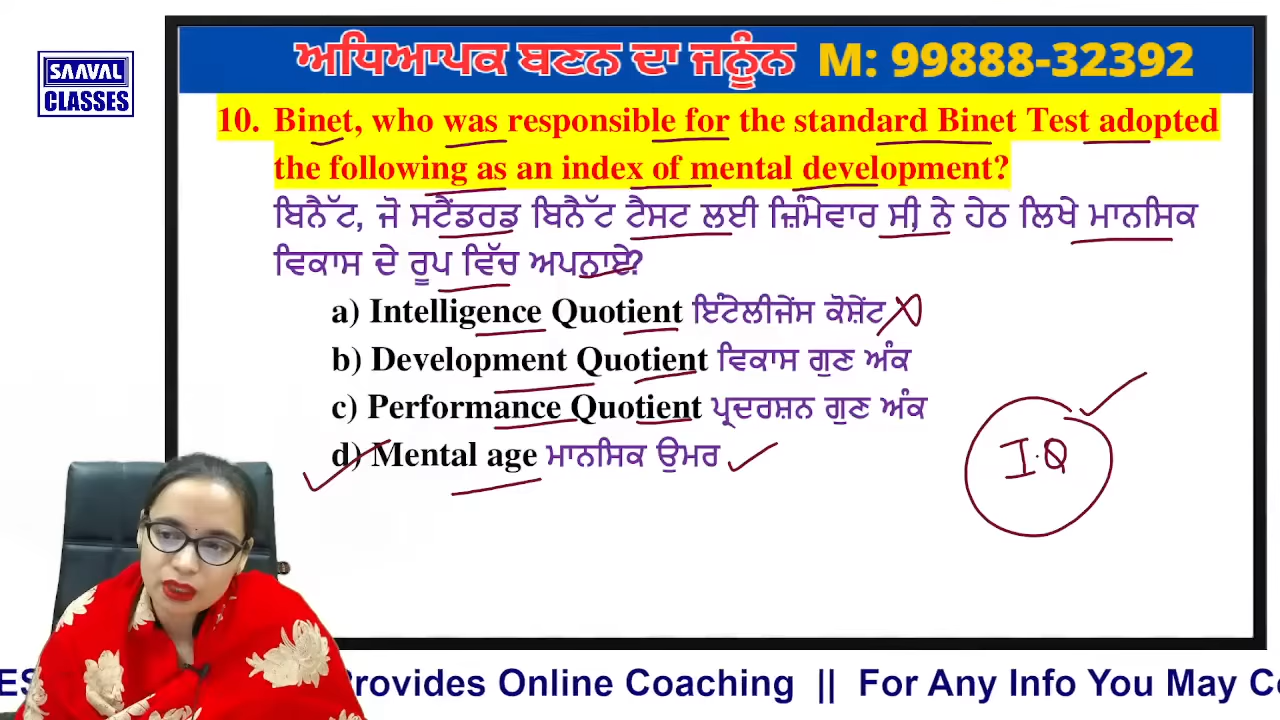 SAAVAL
CLASSES
ਅਧਿਆਪਕ ਬਣਨ ਦਾ ਜਨੂੰਨ M: 99888-32392
10. Binet, who was responsible for the standard Binet Test adopted
the following as an index of mental development?
ਬਿਨੈੱਟ, ਜੋ ਸਟੈਂਡਰਡ ਬਿਨੈੱਟ ਟੈਸਟ ਲਈ ਜ਼ਿੰਮੇਵਾਰ ਸੀ, ਨੇ ਹੇਠ ਲਿਖੇ ਮਾਨਸਿਕ
ਵਿਕਾਸ ਦੇ ਰੂਪ ਵਿੱਚ ਅਪਨਾਏ?
a) Intelligence Quotient ਇੰਟੇਲੀਜੇਂਸ ਕੋਸ਼ੇਂਟ
b) Development Quotient ਵਿਕਾਸ ਗੁਣ ਅੰਕ
c) Performance Quotient ਪ੍ਰਦਰਸ਼ਨ ਗੁਣ ਅੰਕ
d) Mental age ਮਾਨਸਿਕ ਉਮਰ
I.Q
ES Provides Online Coaching || For Any Info You May Co